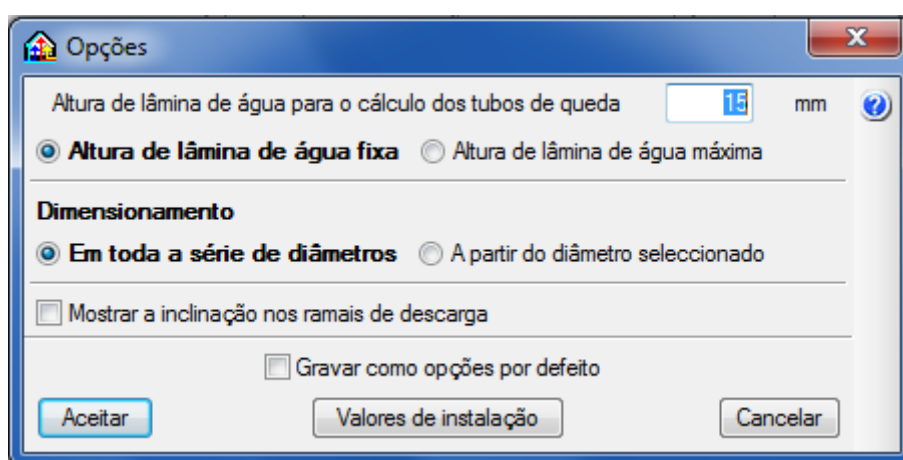 Opções
Altura de lâmina de água para o cálculo dos tubos de queda 15 mm
Altura de lâmina de água fixa Altura de lâmina de água máxima
Dimensionamento
Em toda a série de diâmetros A partir do diâmetro seleccionado
Mostrar a inclinação nos ramais de descarga
Gravar como opções por defeito
Aceitar Valores de instalação Cancelar